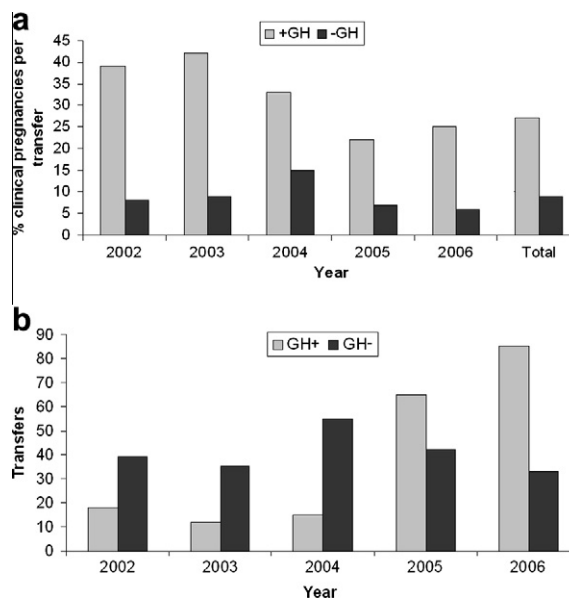 a
+GH -GH
% clinical pregnancies per
transfer
45
40
35
30
25
20
15
10
5
0
2002 2003 2004 2005 2006 Total
Year
b
GH+ GH-
Transfers
90
80
70
60
50
40
30
20
10
0
2002 2003 2004 2005 2006
Year